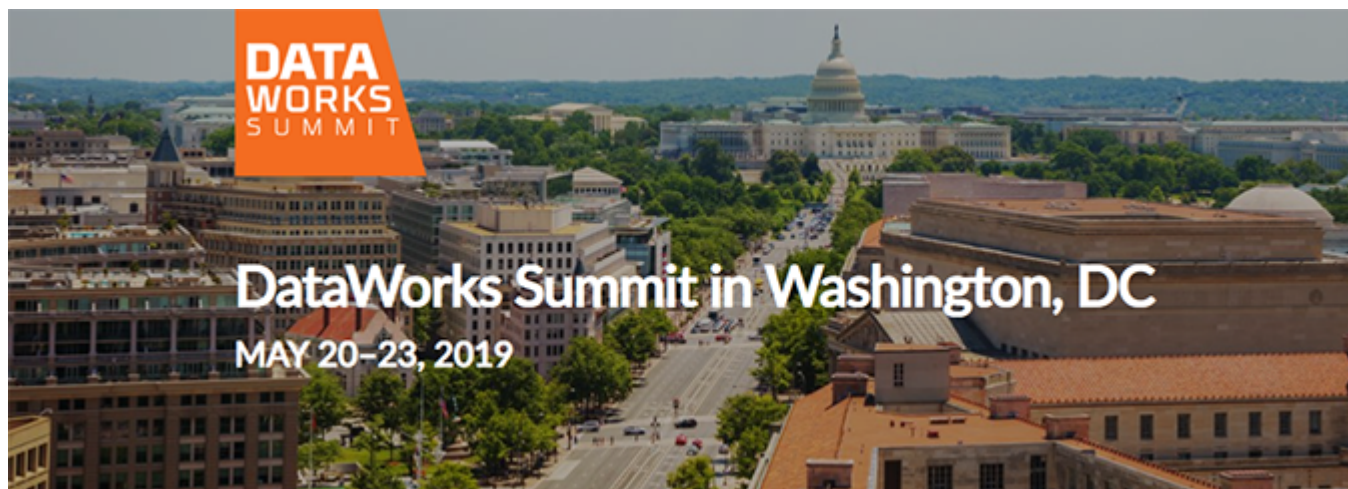 DATA
WORKS
SUMMIT
DataWorks Summit in Washington, DC
MAY 20–23, 2019